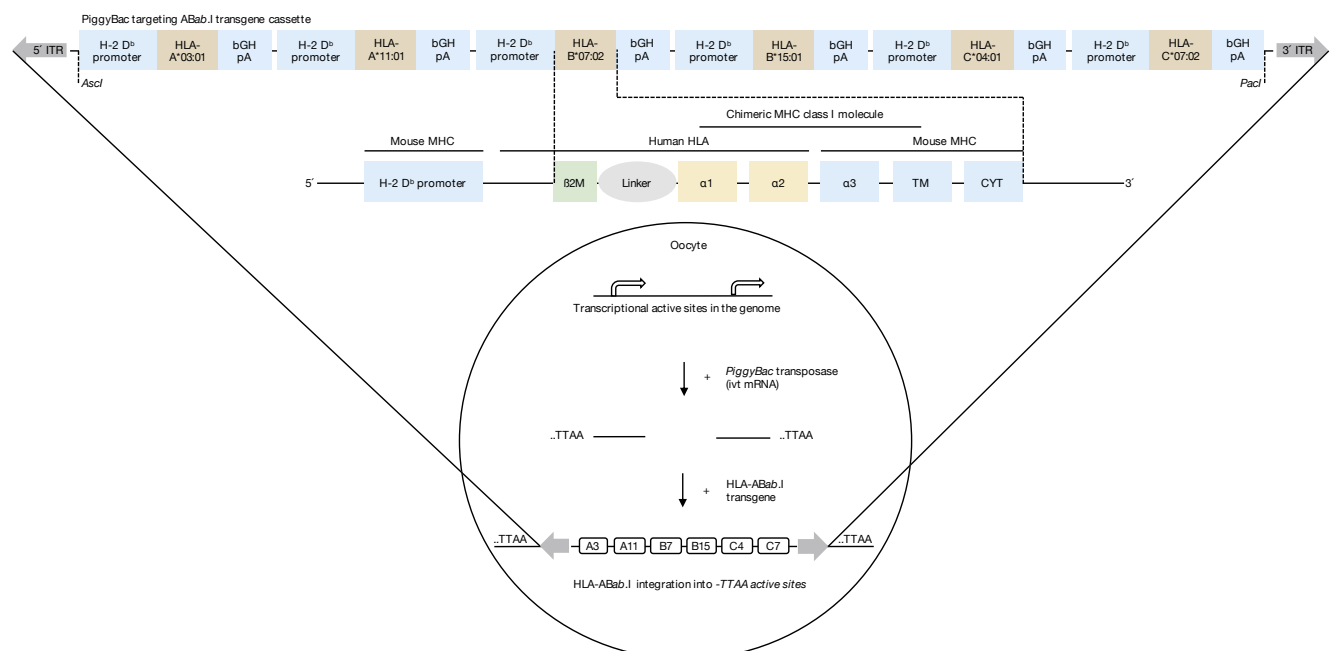 PiggyBac targeting ABab.I transgene cassette
5´ ITR
H-2 Dᵇ
promoter
HLA-
A*03:01
bGH
pA
H-2 Dᵇ
promoter
HLA-
A*11:01
bGH
pA
H-2 Dᵇ
promoter
HLA-
B*07:02
bGH
pA
H-2 Dᵇ
promoter
HLA-
B*15:01
bGH
pA
H-2 Dᵇ
promoter
HLA-
C*04:01
bGH
pA
H-2 Dᵇ
promoter
HLA-
C*07:02
bGH
pA
3´ ITR
AscI
PacI
Chimeric MHC class I molecule
Mouse MHC
Human HLA
Mouse MHC
5´
H-2 Dᵇ promoter
ß2M
Linker
α1
α2
α3
TM
CYT
3´
Oocyte
Transcriptional active sites in the genome
+
PiggyBac transposase
(ivt mRNA)
..TTAA
..TTAA
+
HLA-ABab.I
transgene
..TTAA
A3
A11
B7
B15
C4
C7
..TTAA
HLA-ABab.I integration into -TTAA active sites